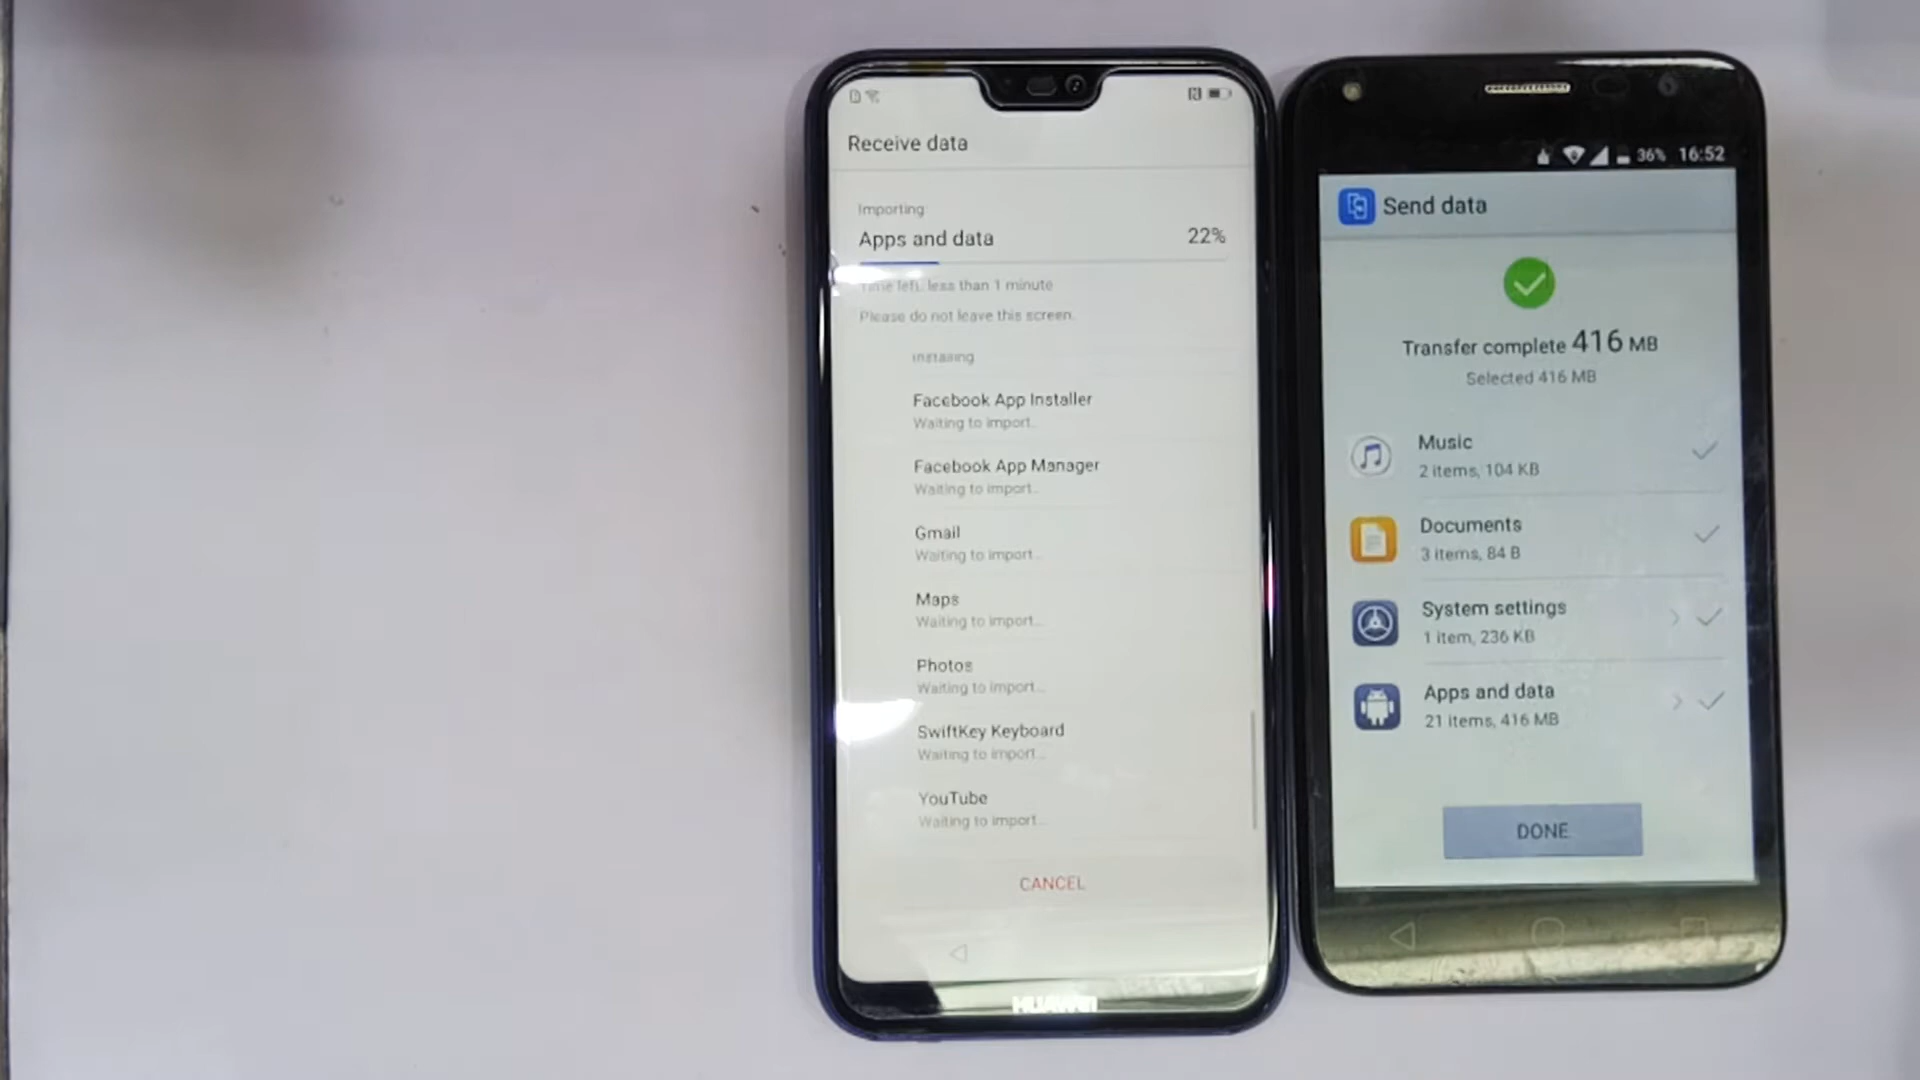 Receive data
Importing
Apps and data
22%
Time left: less than 1 minute
Please do not leave this screen.
Installing
Facebook App Installer
Waiting to import...
Facebook App Manager
Waiting to import...
Gmail
Waiting to import...
Maps
Waiting to import...
Photos
Waiting to import...
SwiftKey Keyboard
Waiting to import...
YouTube
Waiting to import...
CANCEL
HUAWEI
36% 16:52
Send data
Transfer complete 416 MB
Selected 416 MB
Music
2 items, 104 KB
Documents
3 items, 84 B
System settings
1 item, 236 KB
Apps and data
21 items, 416 MB
DONE